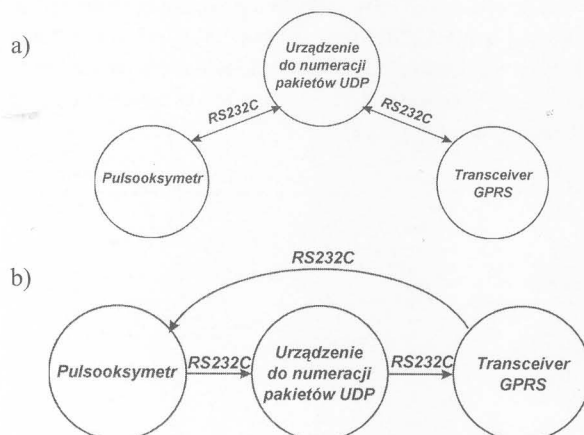 a)
Urządzenie
do numeracji
pakietów UDP
RS232C
RS232C
Pulsooksymetr
Transceiver
GPRS
b)
RS232C
Pulsooksymetr
RS232C
Urządzenie
do numeracji
pakietów UDP
RS232C
Transceiver
GPRS